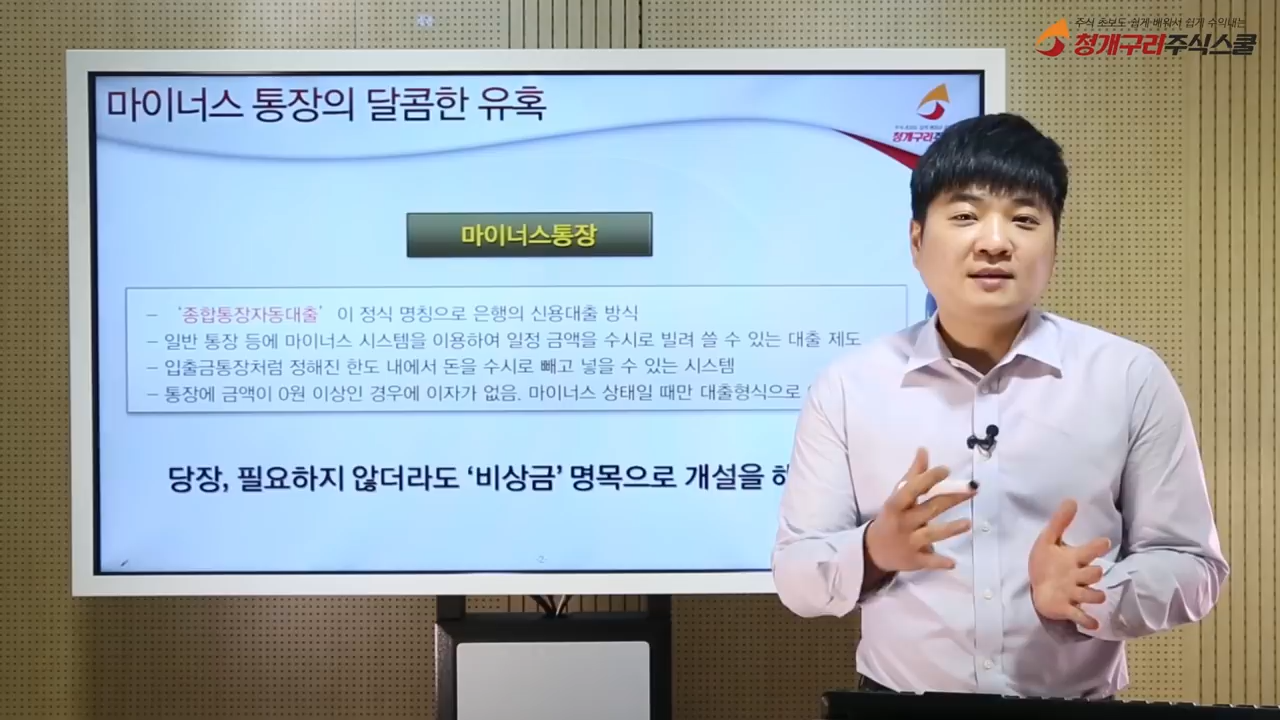 주식 초보도 쉽게 배워서 쉽게 수익내는
청개구리주식스쿨
마이너스 통장의 달콤한 유혹
청개구리주
마이너스통장
– '종합통장자동대출' 이 정식 명칭으로 은행의 신용대출 방식
– 일반 통장 등에 마이너스 시스템을 이용하여 일정 금액을 수시로 빌려 쓸 수 있는 대출 제도
– 입출금통장처럼 정해진 한도 내에서 돈을 수시로 빼고 넣을 수 있는 시스템
– 통장에 금액이 0원 이상인 경우에 이자가 없음. 마이너스 상태일 때만 대출형식으로
당장, 필요하지 않더라도 '비상금' 명목으로 개설을